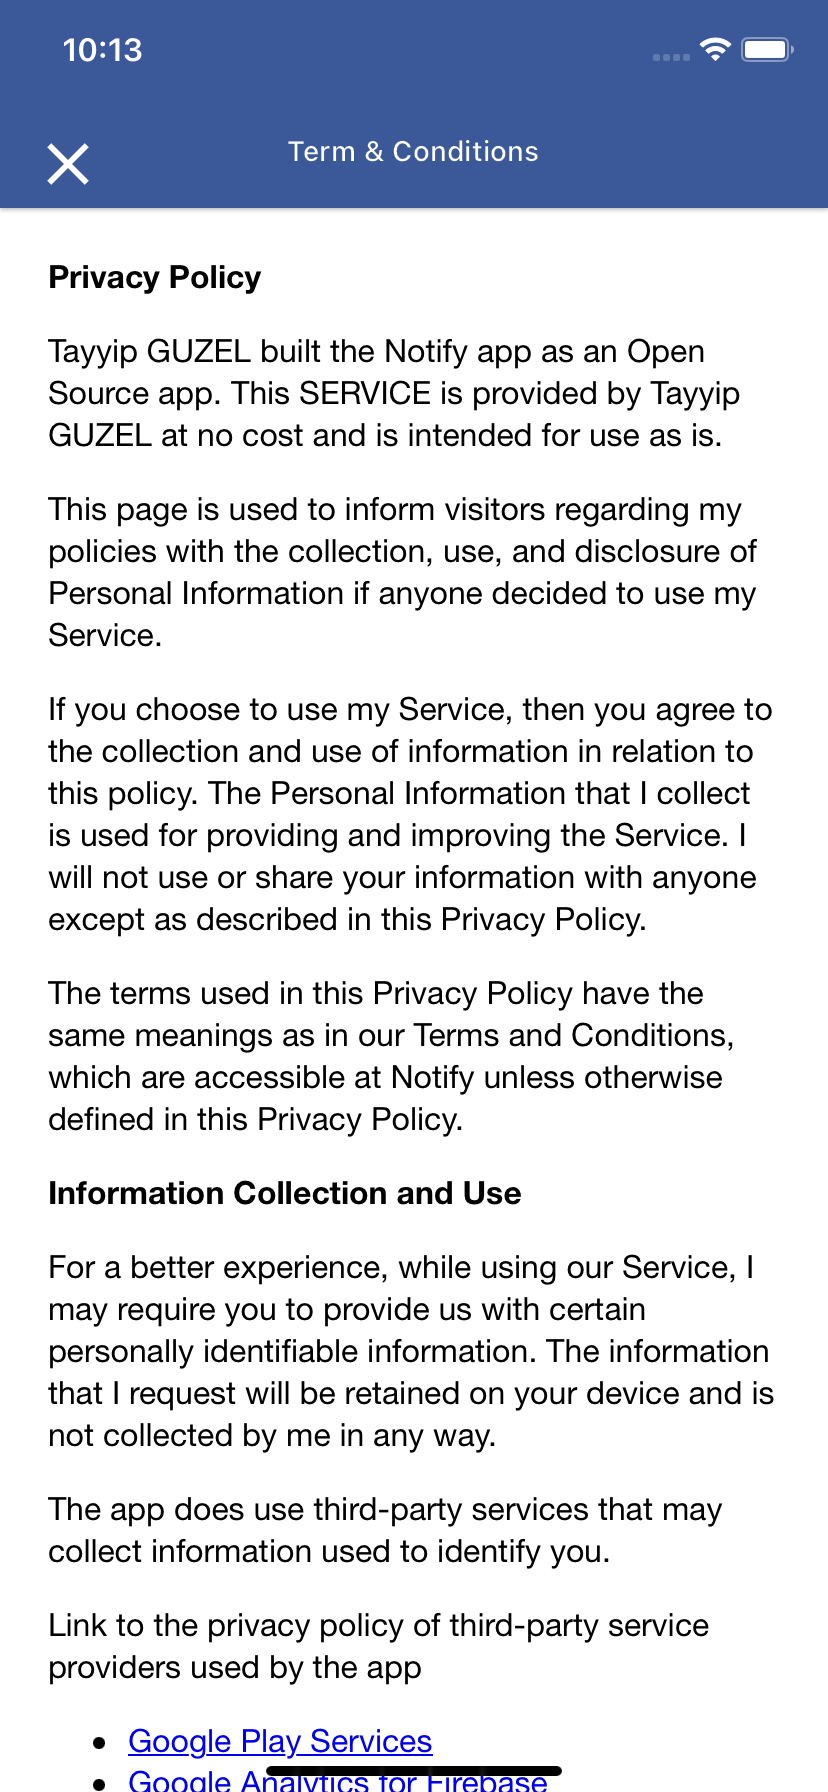 10:13
Term & Conditions
Privacy Policy
Tayyip GUZEL built the Notify app as an Open
Source app. This SERVICE is provided by Tayyip
GUZEL at no cost and is intended for use as is.
This page is used to inform visitors regarding my
policies with the collection, use, and disclosure of
Personal Information if anyone decided to use my
Service.
If you choose to use my Service, then you agree to
the collection and use of information in relation to
this policy. The Personal Information that I collect
is used for providing and improving the Service. I
will not use or share your information with anyone
except as described in this Privacy Policy.
The terms used in this Privacy Policy have the
same meanings as in our Terms and Conditions,
which are accessible at Notify unless otherwise
defined in this Privacy Policy.
Information Collection and Use
For a better experience, while using our Service, I
may require you to provide us with certain
personally identifiable information. The information
that I request will be retained on your device and is
not collected by me in any way.
The app does use third-party services that may
collect information used to identify you.
Link to the privacy policy of third-party service
providers used by the app
• Google Play Services
• Google Analytics for Firebase